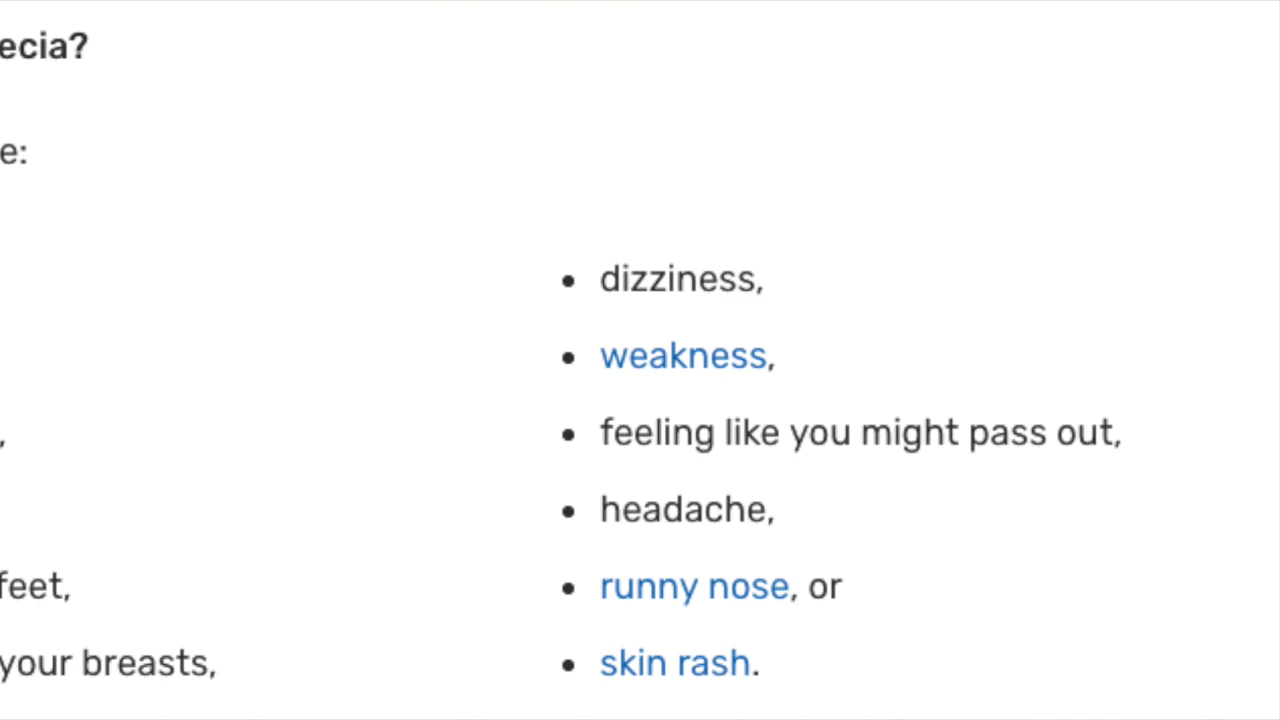 ecia?
e:
dizziness,
weakness,
,
feeling like you might pass out,
headache,
feet,
runny nose, or
your breasts,
skin rash.